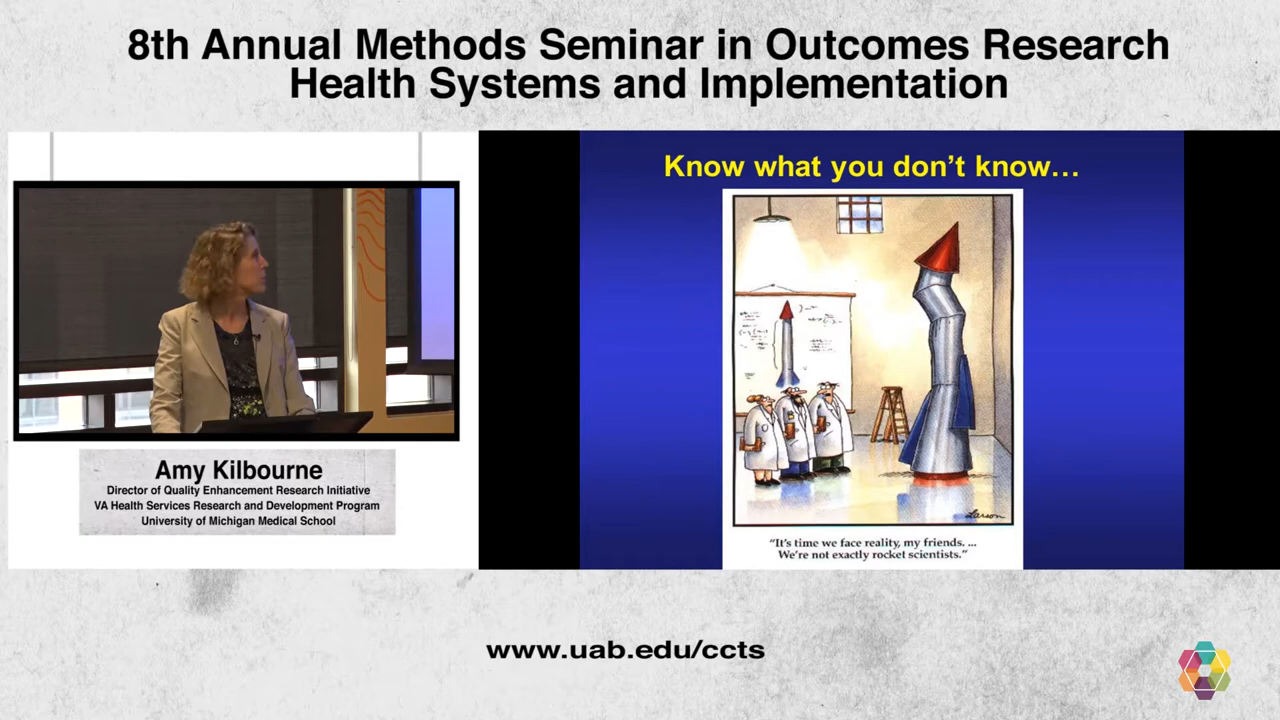 8th Annual Methods Seminar in Outcomes Research
Health Systems and Implementation
Amy Kilbourne
Director of Quality Enhancement Research Initiative
VA Health Services Research and Development Program
University of Michigan Medical School
Know what you don’t know…
Larson
“It’s time we face reality, my friends. ...
We’re not exactly rocket scientists.”
www.uab.edu/ccts